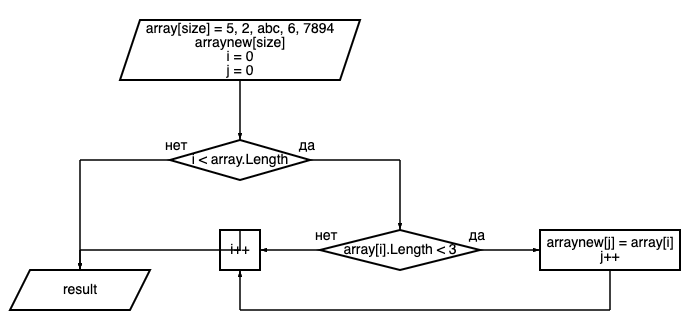 array[size] = 5, 2, abc, 6, 7894
arraynew[size]
i = 0
j = 0
нет
да
i < array.Length
нет
да
i++
array[i].Length < 3
arraynew[j] = array[i]
j++
result